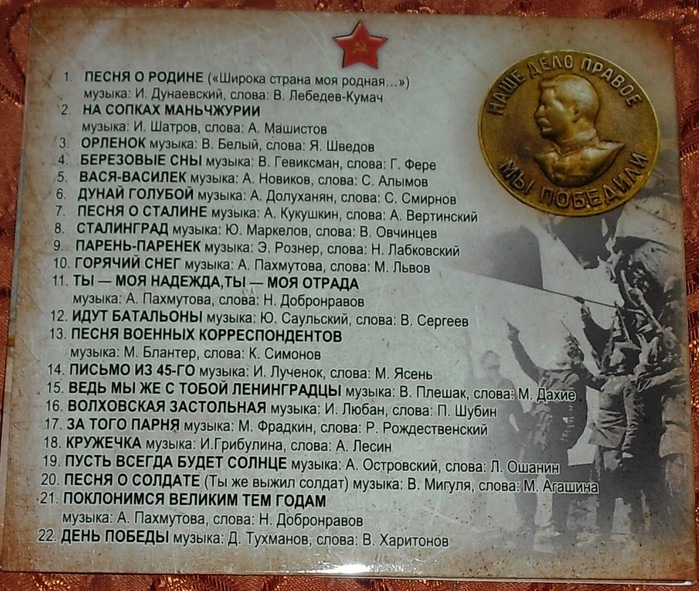 1. ПЕСНЯ О РОДИНЕ («Широка страна моя родная...»)
музыка: И. Дунаевский, слова: В. Лебедев-Кумач
2. НА СОПКАХ МАНЬЧЖУРИИ
музыка: И. Шатров, слова: А. Машистов
3. ОРЛЕНОК музыка: В. Белый, слова: Я. Шведов
4. БЕРЕЗОВЫЕ СНЫ музыка: В. Гевиксман, слова: Г. Фере
5. ВАСЯ-ВАСИЛЕК музыка: А. Новиков, слова: С. Алымов
6. ДУНАЙ ГОЛУБОЙ музыка: А. Долуханян, слова: С. Смирнов
7. ПЕСНЯ О СТАЛИНЕ музыка: А. Кукушкин, слова: А. Вертинский
8. СТАЛИНГРАД музыка: Ю. Маркелов, слова: В. Овчинцев
9. ПАРЕНЬ-ПАРЕНЕК музыка: Э. Рознер, слова: Н. Лабковский
10. ГОРЯЧИЙ СНЕГ музыка: А. Пахмутова, слова: М. Львов
11. ТЫ — МОЯ НАДЕЖДА,ТЫ — МОЯ ОТРАДА
музыка: А. Пахмутова, слова: Н. Добронравов
12. ИДУТ БАТАЛЬОНЫ музыка: Ю. Саульский, слова: В. Сергеев
13. ПЕСНЯ ВОЕННЫХ КОРРЕСПОНДЕНТОВ
музыка: М. Блантер, слова: К. Симонов
14. ПИСЬМО ИЗ 45-ГО музыка: И. Лученок, слова: М. Ясень
15. ВЕДЬ МЫ ЖЕ С ТОБОЙ ЛЕНИНГРАДЦЫ музыка: В. Плешак, слова: М. Дахие
16. ВОЛХОВСКАЯ ЗАСТОЛЬНАЯ музыка: И. Любан, слова: П. Шубин
17. ЗА ТОГО ПАРНЯ музыка: М. Фрадкин, слова: Р. Рождественский
18. КРУЖЕЧКА музыка: И.Грибулина, слова: А. Лесин
19. ПУСТЬ ВСЕГДА БУДЕТ СОЛНЦЕ музыка: А. Островский, слова: Л. Ошанин
20. ПЕСНЯ О СОЛДАТЕ (Ты же выжил солдат) музыка: В. Мигуля, слова: М. Агашина
21. ПОКЛОНИМСЯ ВЕЛИКИМ ТЕМ ГОДАМ
музыка: А. Пахмутова, слова: Н. Добронравов
22. ДЕНЬ ПОБЕДЫ музыка: Д. Тухманов, слова: В. Харитонов
НАШЕ ДЕЛО ПРАВОЕ
МЫ ПОБЕДИЛИ